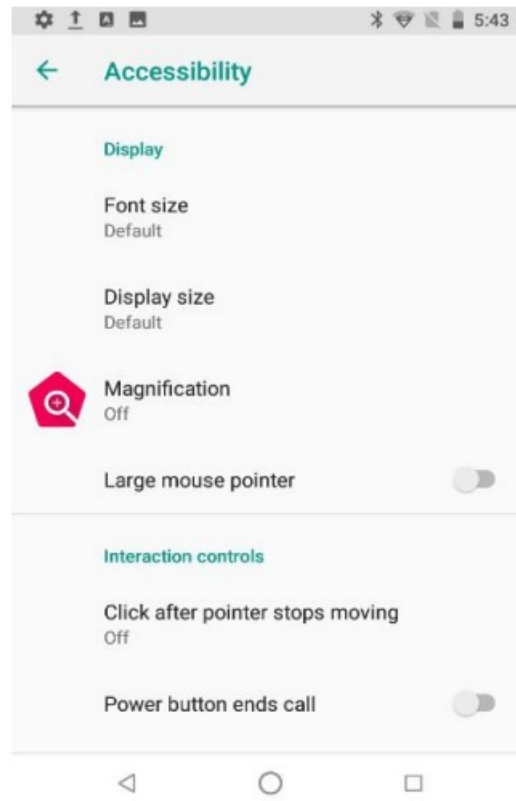 5:43
Accessibility
Display
Font size
Default
Display size
Default
Magnification
Off
Large mouse pointer
Interaction controls
Click after pointer stops moving
Off
Power button ends call